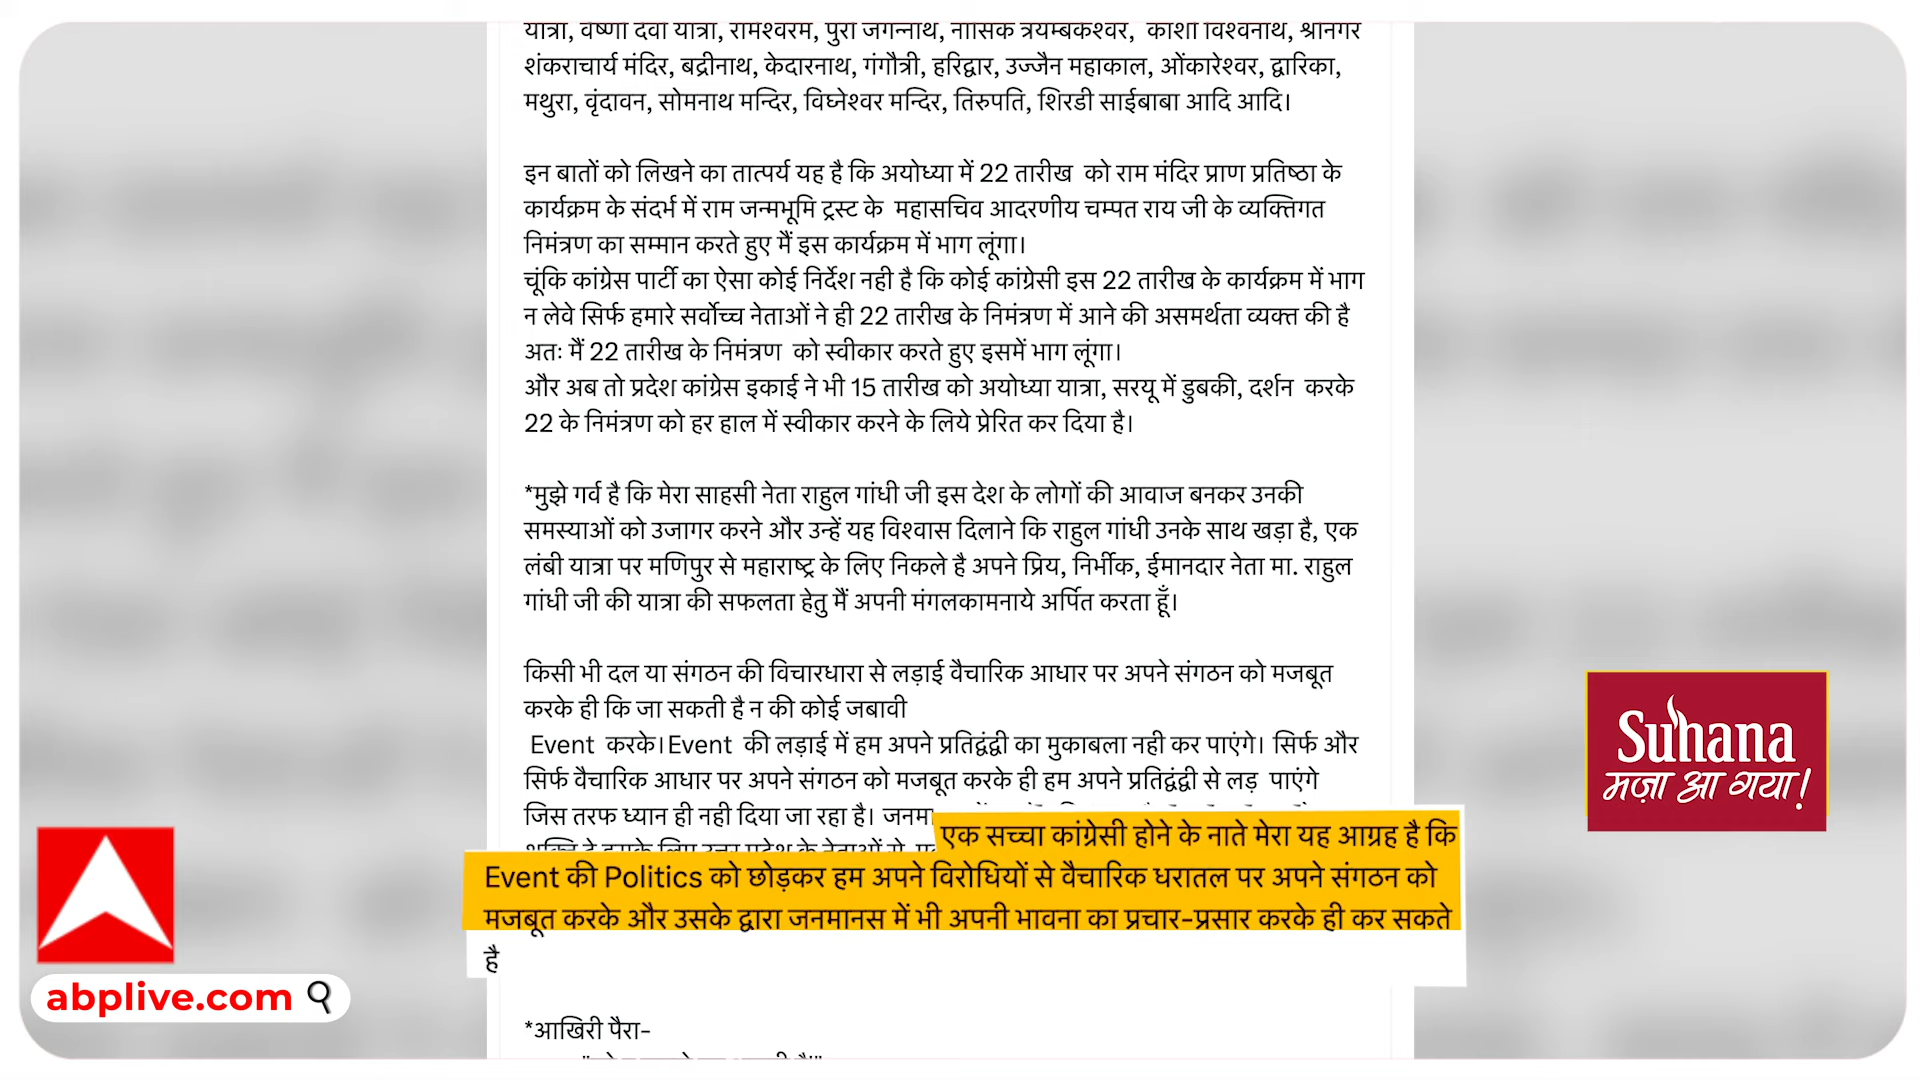 यात्रा, वैष्णो देवी यात्रा, रामेश्वरम, पुरी जगन्नाथ, नासिक त्रयम्बकेश्वर, काशी विश्वनाथ, श्रीनगर
शंकराचार्य मंदिर, बद्रीनाथ, केदारनाथ, गंगौत्री, हरिद्वार, उज्जैन महाकाल, ओंकारेश्वर, द्वारिका,
मथुरा, वृंदावन, सोमनाथ मन्दिर, विघ्नेश्वर मन्दिर, तिरुपति, शिरडी साईबाबा आदि आदि।
इन बातों को लिखने का तात्पर्य यह है कि अयोध्या में 22 तारीख को राम मंदिर प्राण प्रतिष्ठा के
कार्यक्रम के संदर्भ में राम जन्मभूमि ट्रस्ट के महासचिव आदरणीय चम्पत राय जी के व्यक्तिगत
निमंत्रण का सम्मान करते हुए मैं इस कार्यक्रम में भाग लूंगा।
चूंकि कांग्रेस पार्टी का ऐसा कोई निर्देश नही है कि कोई कांग्रेसी इस 22 तारीख के कार्यक्रम में भाग
न लेवे सिर्फ हमारे सर्वोच्च नेताओं ने ही 22 तारीख के निमंत्रण में आने की असमर्थता व्यक्त की है
अतः मैं 22 तारीख के निमंत्रण को स्वीकार करते हुए इसमें भाग लूंगा।
और अब तो प्रदेश कांग्रेस इकाई ने भी 15 तारीख को अयोध्या यात्रा, सरयू में डुबकी, दर्शन करके
22 के निमंत्रण को हर हाल में स्वीकार करने के लिये प्रेरित कर दिया है।
*मुझे गर्व है कि मेरा साहसी नेता राहुल गांधी जी इस देश के लोगों की आवाज बनकर उनकी
समस्याओं को उजागर करने और उन्हें यह विश्वास दिलाने कि राहुल गांधी उनके साथ खड़ा है, एक
लंबी यात्रा पर मणिपुर से महाराष्ट्र के लिए निकले है अपने प्रिय, निर्भीक, ईमानदार नेता मा. राहुल
गांधी जी की यात्रा की सफलता हेतु मैं अपनी मंगलकामनाये अर्पित करता हूँ।
किसी भी दल या संगठन की विचारधारा से लड़ाई वैचारिक आधार पर अपने संगठन को मजबूत
करके ही कि जा सकती है न की कोई जबावी
Event करके।Event की लड़ाई में हम अपने प्रतिद्वंद्वी का मुकाबला नही कर पाएंगे। सिर्फ और
सिर्फ वैचारिक आधार पर अपने संगठन को मजबूत करके ही हम अपने प्रतिद्वंद्वी से लड़ पाएंगे
जिस तरफ ध्यान ही नही दिया जा रहा है।
एक सच्चा कांग्रेसी होने के नाते मेरा यह आग्रह है कि
Event की Politics को छोड़कर हम अपने विरोधियों से वैचारिक धरातल पर अपने संगठन को
मजबूत करके और उसके द्वारा जनमानस में भी अपनी भावना का प्रचार-प्रसार करके ही कर सकते
है
*आखिरी पैरा-
abplive.com
Suhana
मज़ा आ गया!